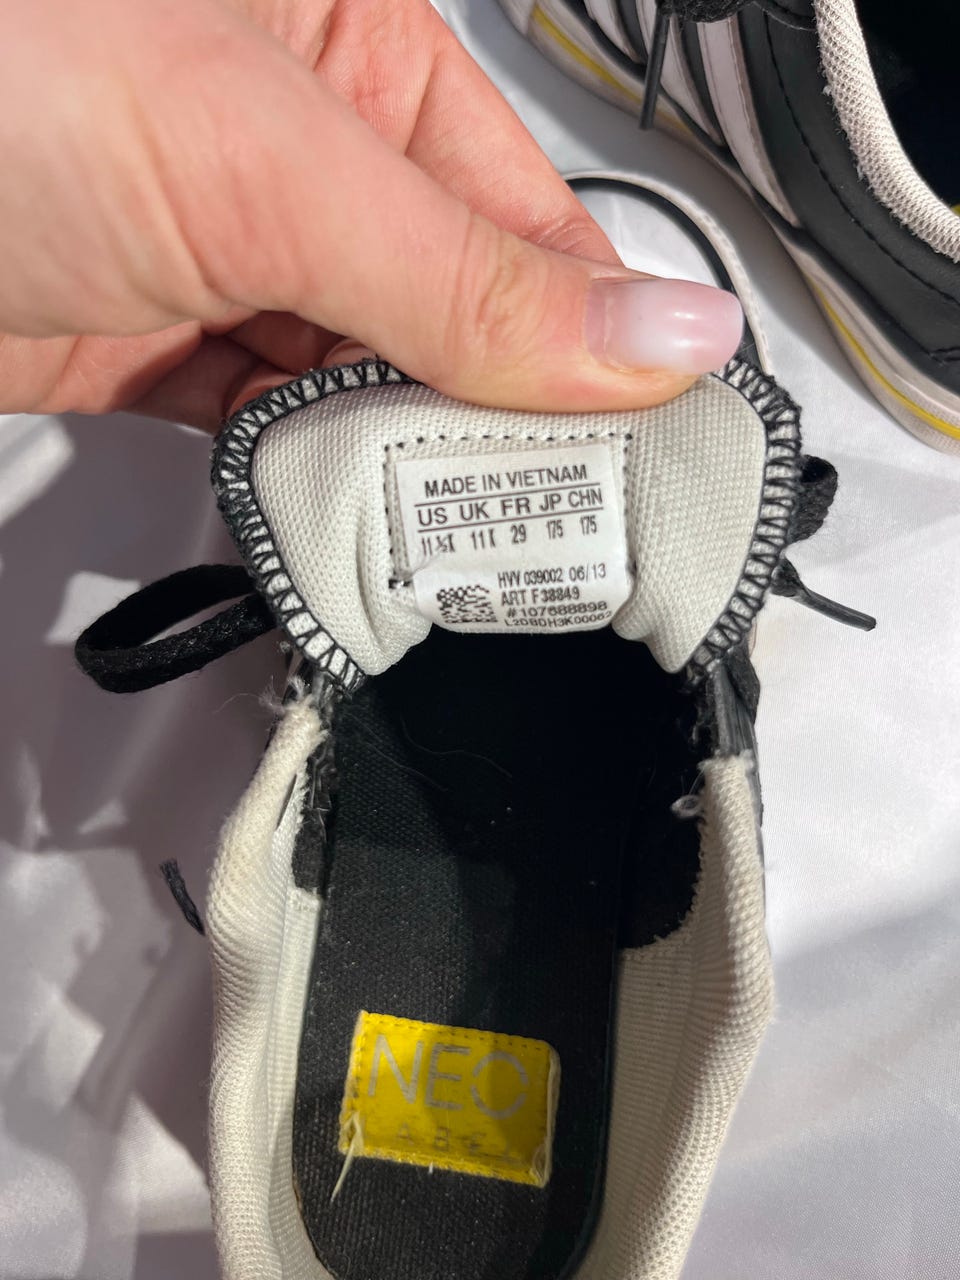 MADE IN VIETNAM
US UK FR JP CHN
11½K 11K 29 175 175
HVV 039002 06/13
ART F38849
#107688898
L2DBDH3K00062
NEO